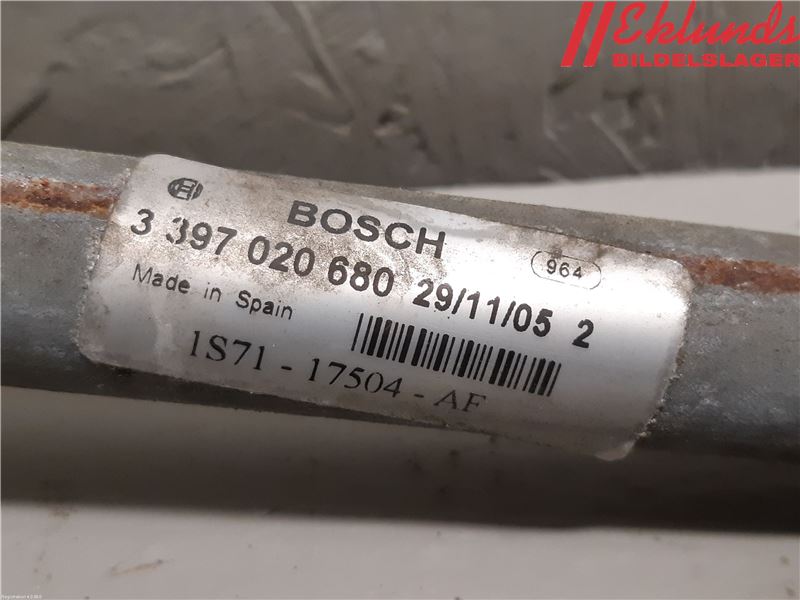 Eklunds
BILDELSLAGER
BOSCH
3 397 020 680 29/11/05 2
964
Made in Spain
1S71 - 17504 - AF